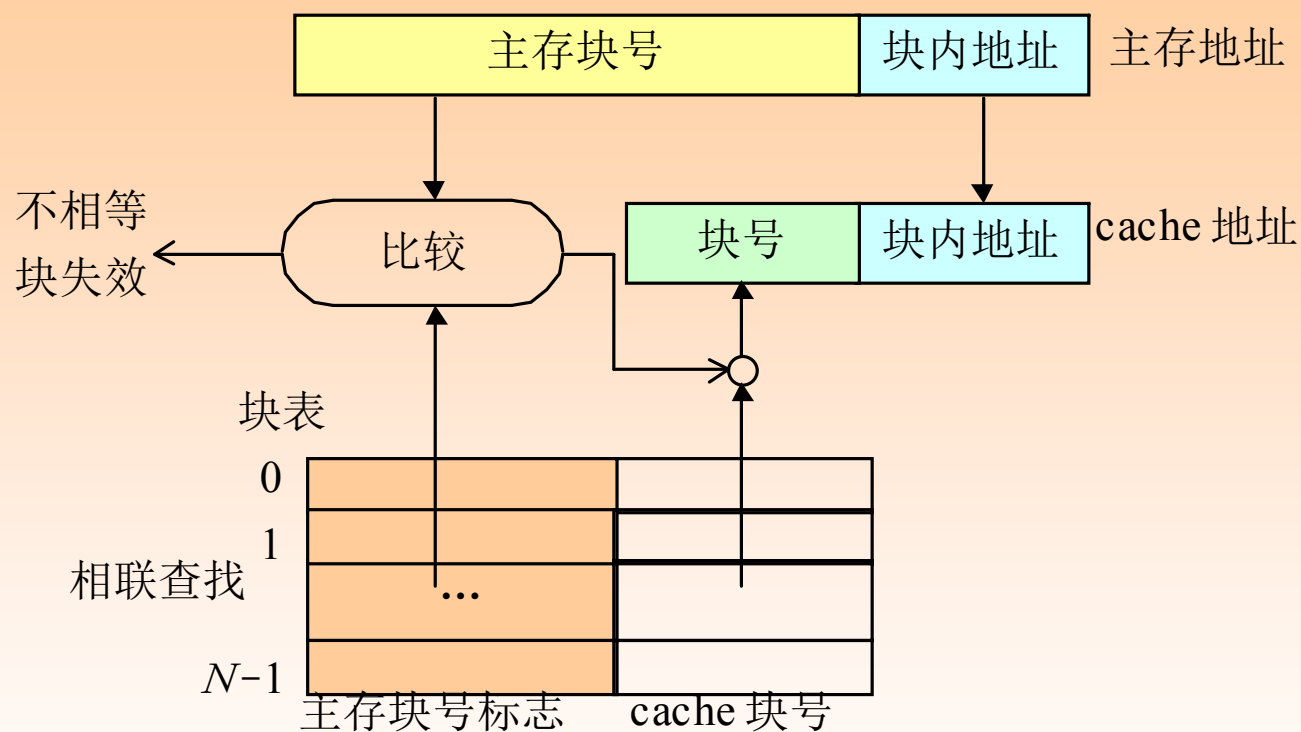 主存块号
块内地址
主存地址
不相等
块失效
比较
块号
块内地址
cache 地址
块表
0
1
相联查找
...
N-1
主存块号标志
cache 块号